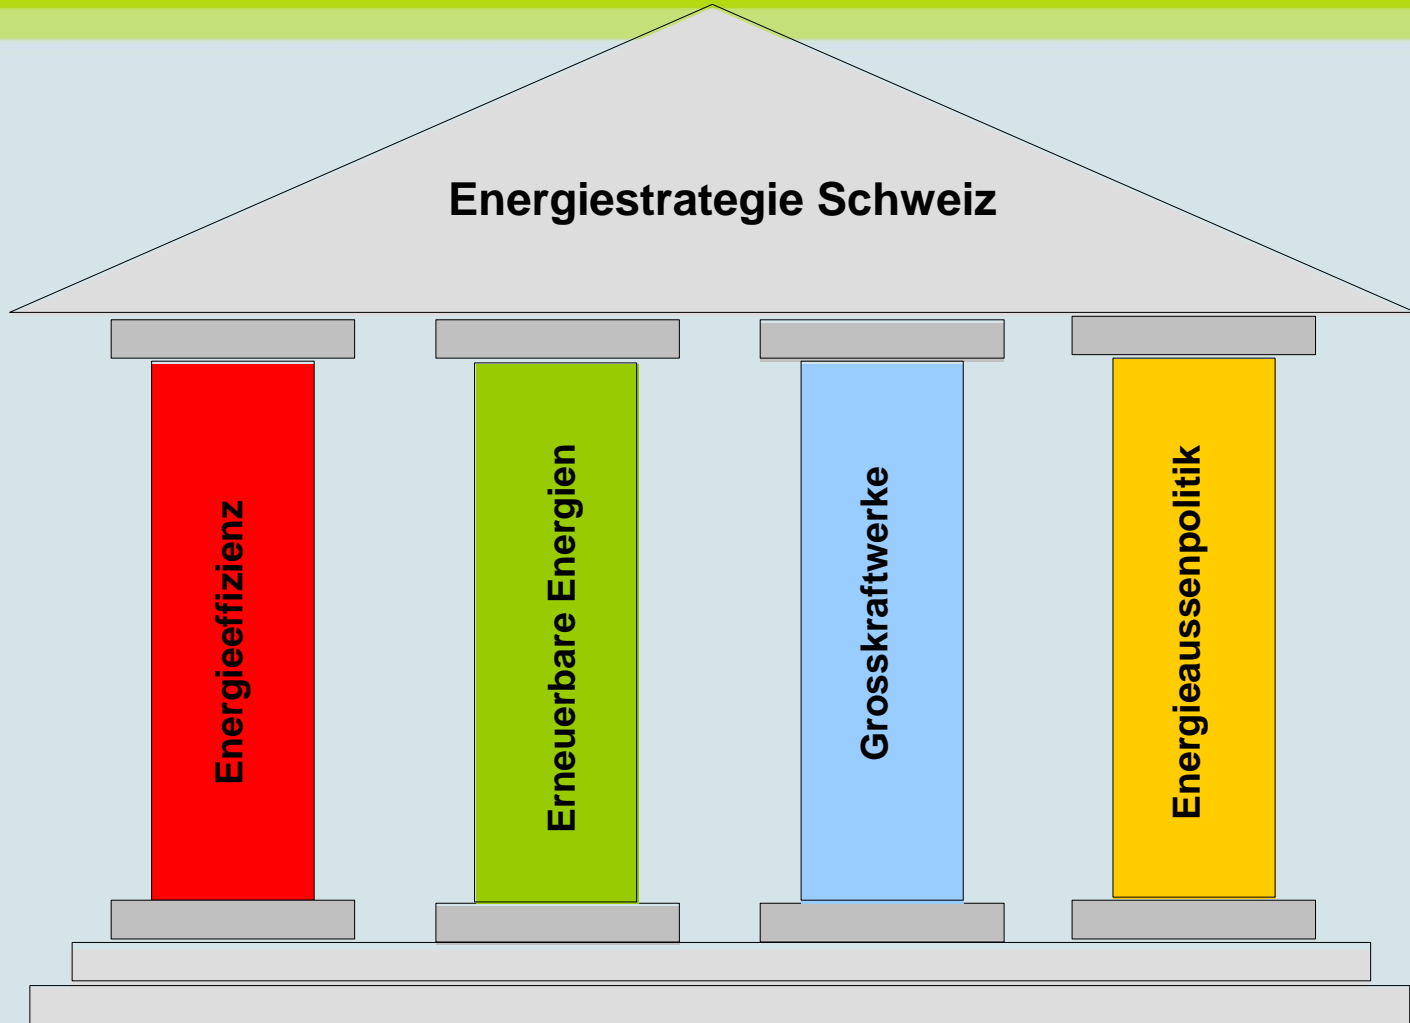 Energiestrategie Schweiz
Energieeffizienz
Erneuerbare Energien
Grosskraftwerke
Energieaussenpolitik